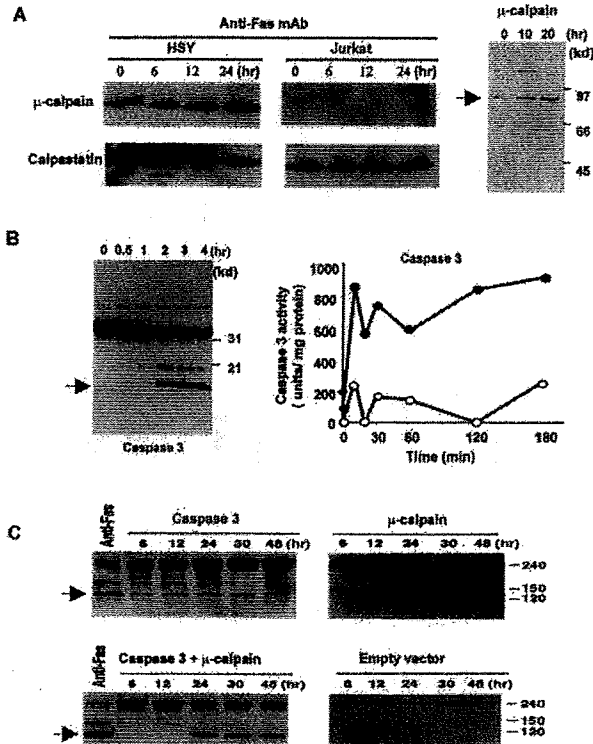 A
Anti-Fas mAb
HSY Jurkat
0 6 12 24 (hr) 0 6 12 24 (hr)
μ-calpain
Calpastatin
μ-calpain
0 10 20 (hr)
(kd)
97
66
45
B
0 0.5 1 2 3 4 (hr)
(kd)
31
21
Caspase 3
Caspase 3
Caspase 3 activity
( units/ mg protein)
1000
800
600
400
200
0
0 30 60 120 180
Time (min)
C
Anti-Fas
Caspase 3
6 12 24 30 48 (hr)
μ-calpain
6 12 24 30 48 (hr)
240
150
120
Anti-Fas
Caspase 3 + μ-calpain
6 12 24 30 48 (hr)
Empty vector
6 12 24 30 48 (hr)
240
150
120